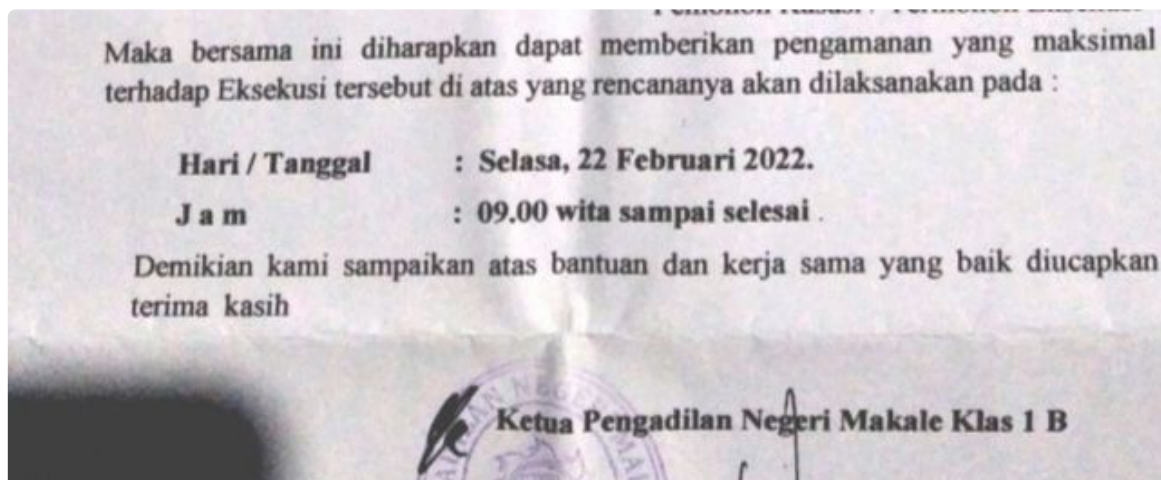 Maka bersama ini diharapkan dapat memberikan pengamanan yang maksimal
terhadap Eksekusi tersebut di atas yang rencananya akan dilaksanakan pada :
Hari / Tanggal : Selasa, 22 Februari 2022.
J a m : 09.00 wita sampai selesai .
Demikian kami sampaikan atas bantuan dan kerja sama yang baik diucapkan
terima kasih
Ketua Pengadilan Negeri Makale Klas 1 B